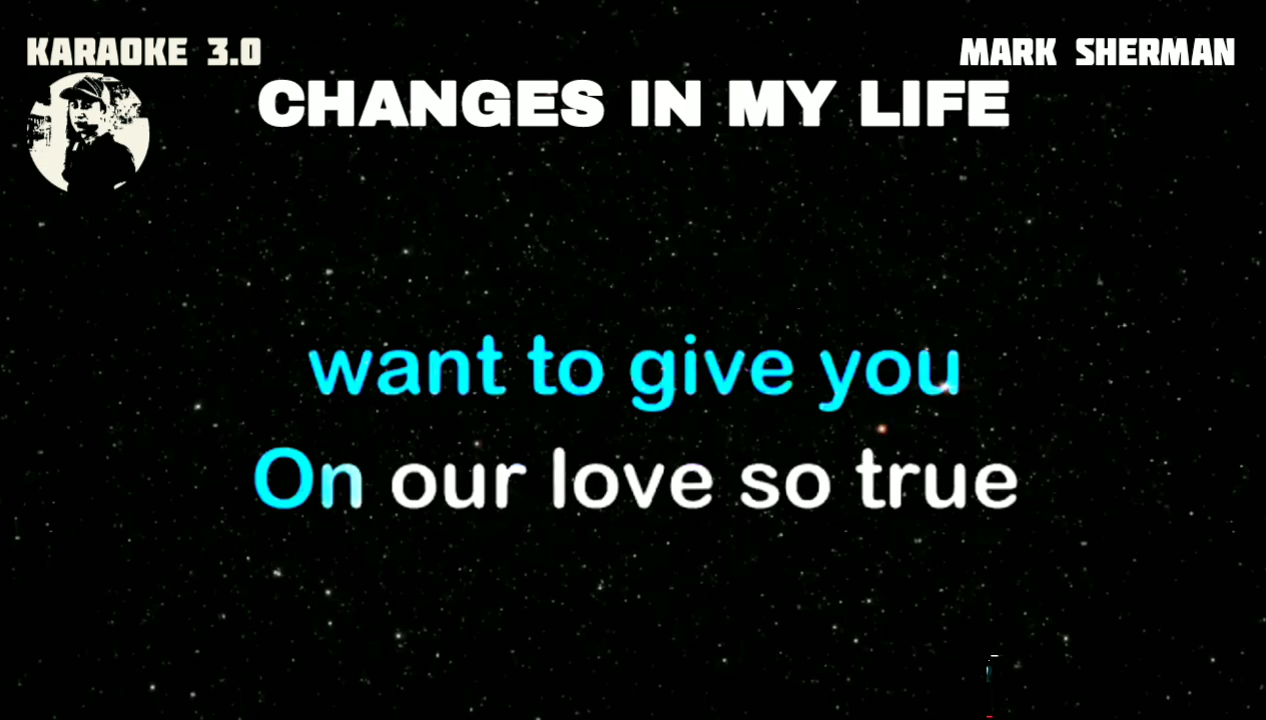 KARAOKE 3.0
MARK SHERMAN
CHANGES IN MY LIFE
want to give you
On our love so true